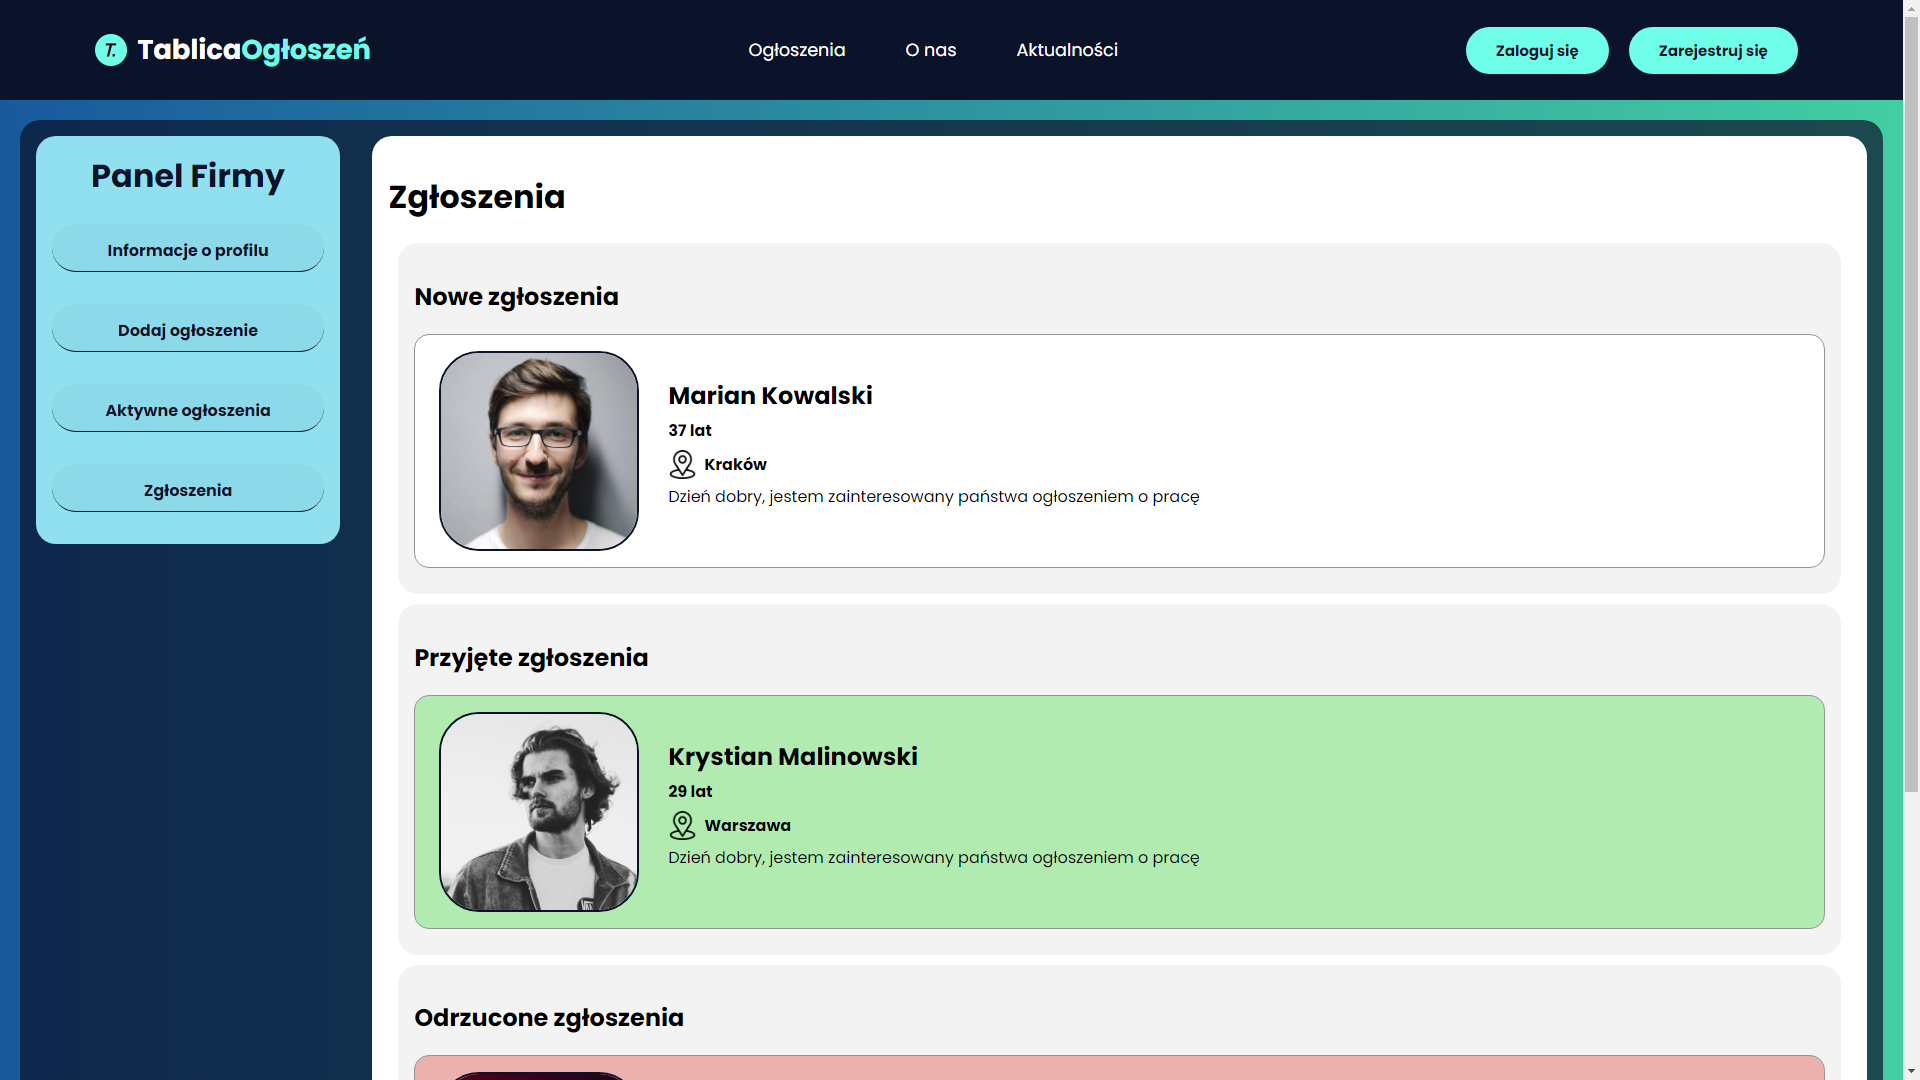 T. TablicaOgłoszeń
Ogłoszenia
O nas
Aktualności
Zaloguj się
Zarejestruj się
Panel Firmy
Informacje o profilu
Dodaj ogłoszenie
Aktywne ogłoszenia
Zgłoszenia
Zgłoszenia
Nowe zgłoszenia
Marian Kowalski
37 lat
Kraków
Dzień dobry, jestem zainteresowany państwa ogłoszeniem o pracę
Przyjęte zgłoszenia
Krystian Malinowski
29 lat
Warszawa
Dzień dobry, jestem zainteresowany państwa ogłoszeniem o pracę
Odrzucone zgłoszenia